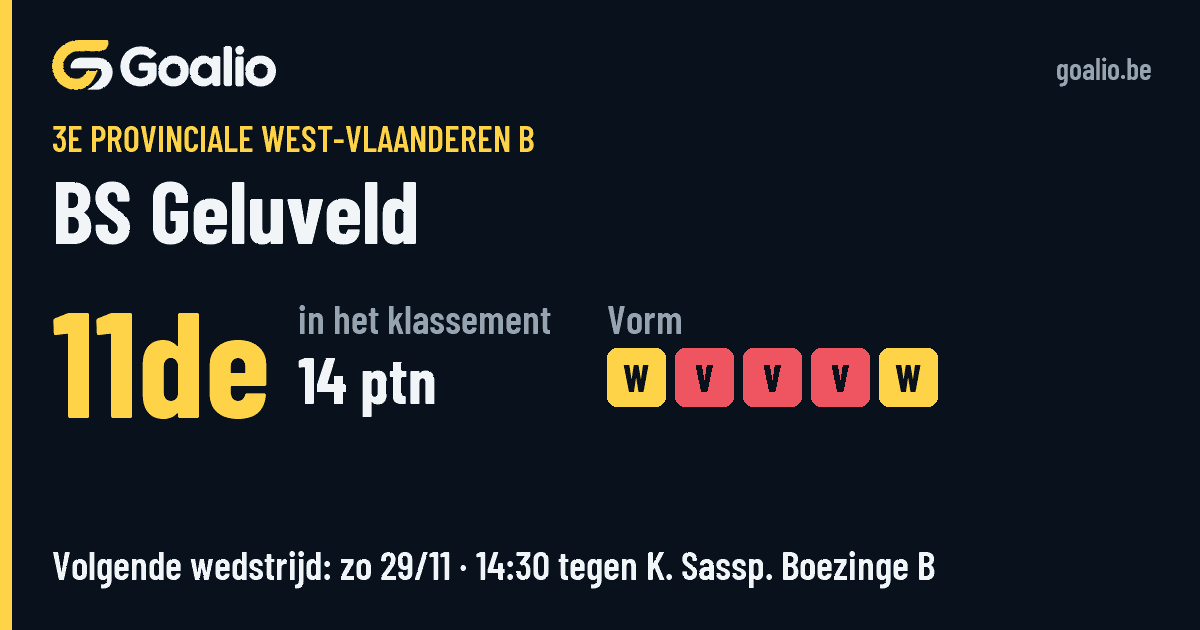 Goalio
goalio.be
3E PROVINCIALE WEST-VLAANDEREN B
BS Geluveld
11de
in het klassement
14 ptn
Vorm
W V V V W
Volgende wedstrijd: zo 29/11 · 14:30 tegen K. Sassp. Boezinge B